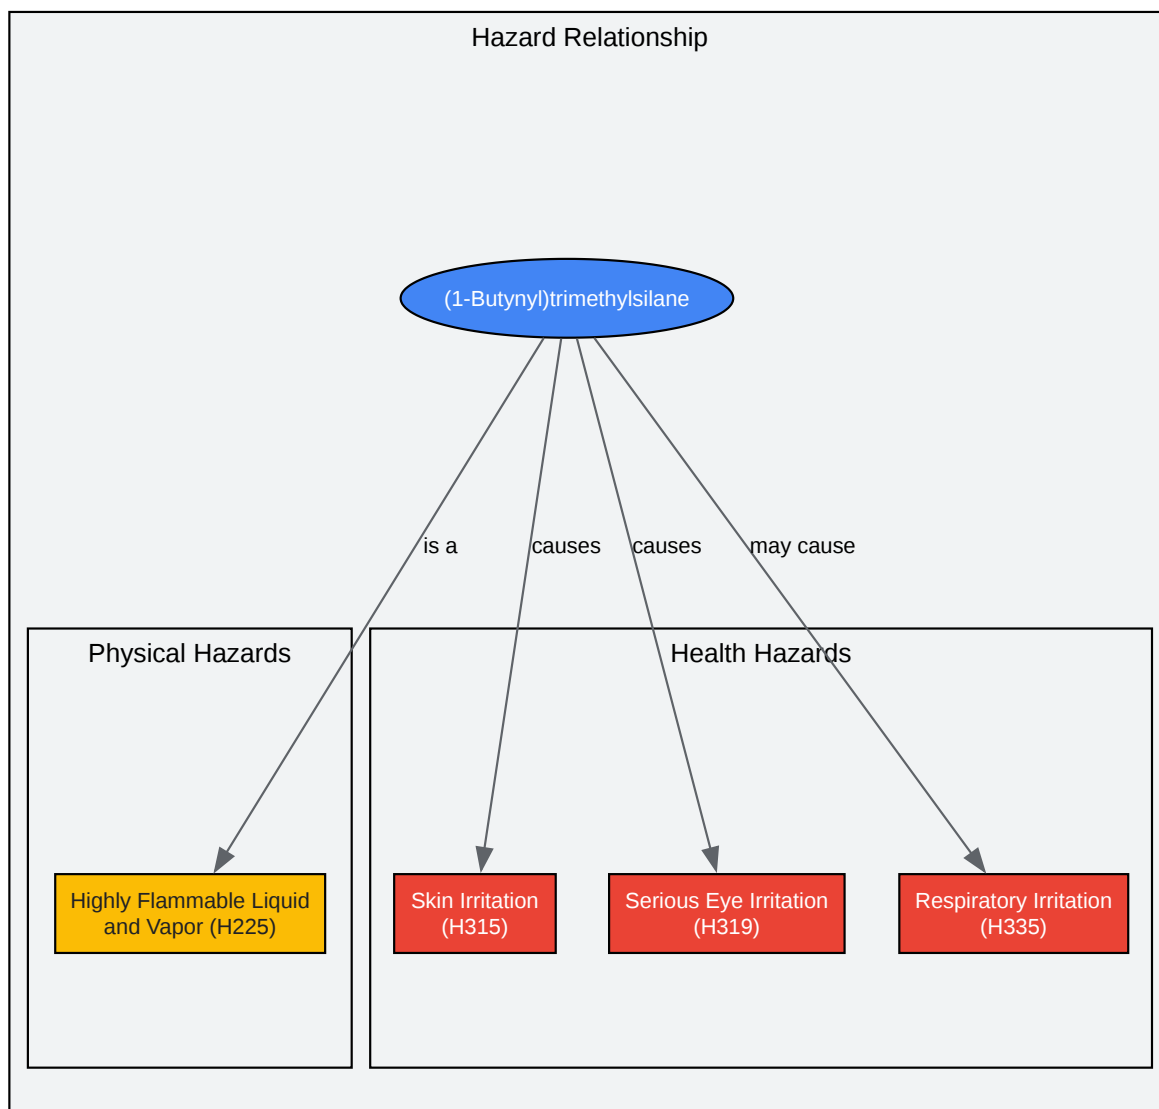 Hazard Relationship
(1-Butynyl)trimethylsilane
is a
causes
causes
may cause
Physical Hazards
Health Hazards
Highly Flammable Liquid
and Vapor (H225)
Skin Irritation
(H315)
Serious Eye Irritation
(H319)
Respiratory Irritation
(H335)